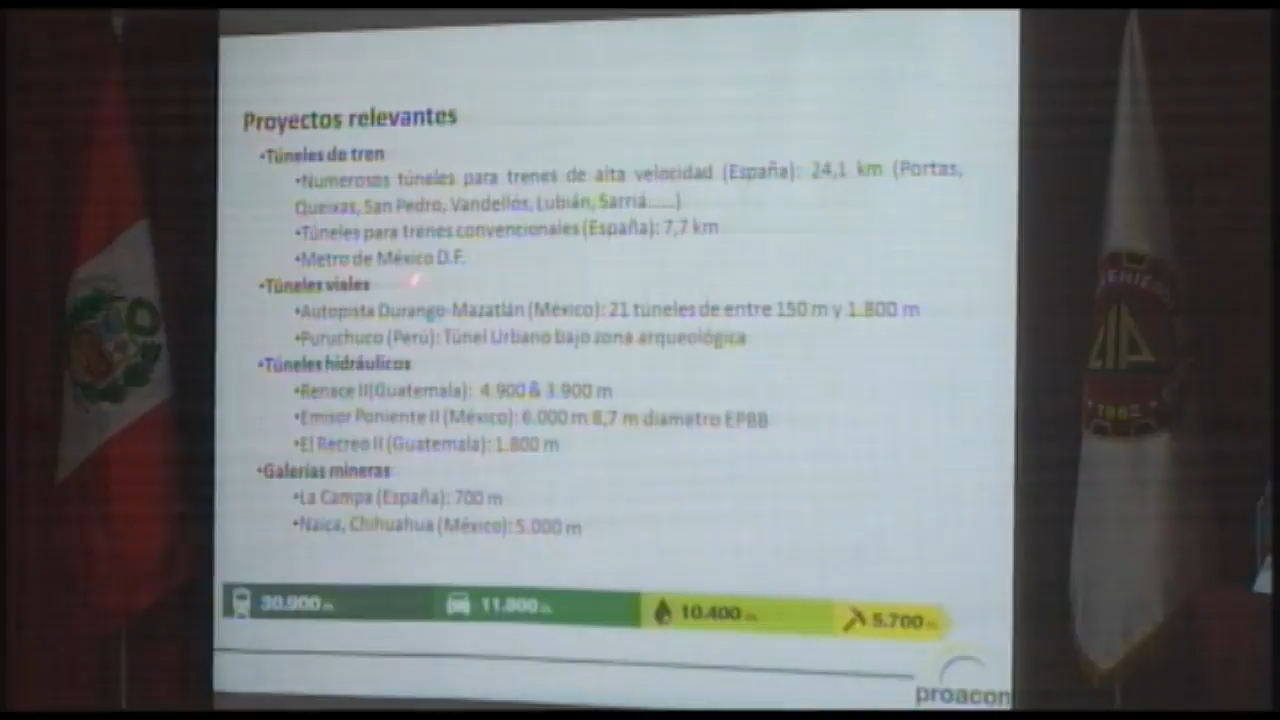 Proyectos relevantes
•Túneles de tren
•Numerosos túneles para trenes de alta velocidad (España): 24,1 km (Portas,
Queixas, San Pedro, Vandellós, Lubián, Sarriá.....)
•Túneles para trenes convencionales (España): 7,7 km
•Metro de México D.F.
•Túneles viales
•Autopista Durango-Mazatlán (México): 21 túneles de entre 150 m y 1.800 m
•Puruchuco (Perú): Túnel Urbano bajo zona arqueológica
•Túneles hidráulicos
•Renace II(Guatemala): 4.900 & 3.900 m
•Emisor Poniente II (México): 6.000 m 8,7 m diametro EPBB
•El Recreo II (Guatemala): 1.800 m
•Galerías mineras
•La Campa (España): 700 m
•Naica, Chihuahua (México): 5.000 m
30.900 m
11.800 m
10.400 m
5.700 m
proacon
1962